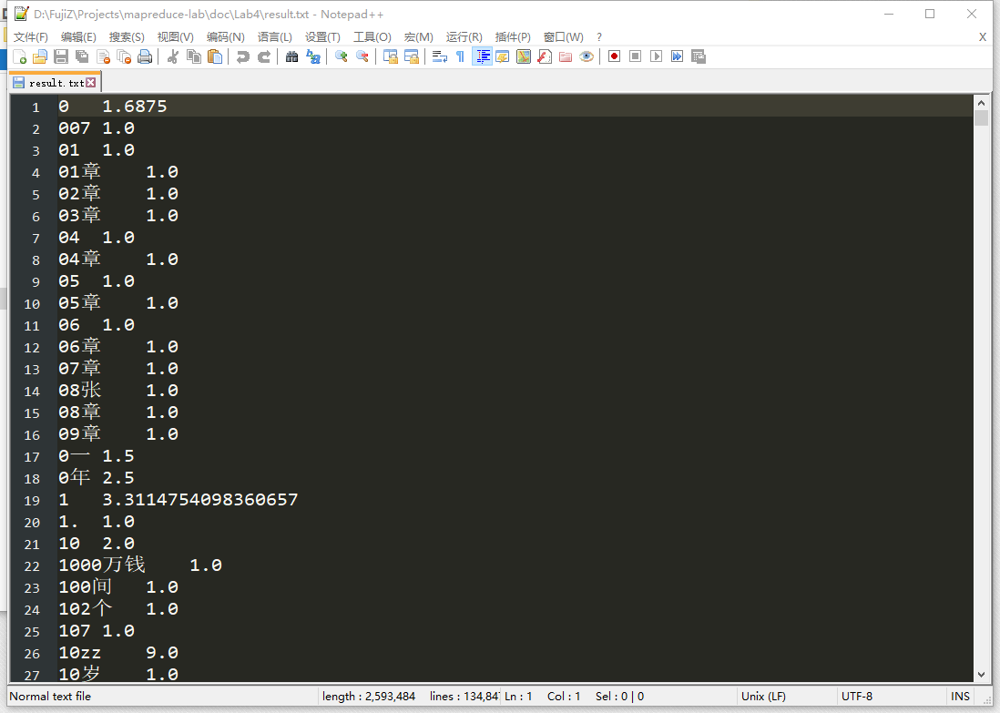 D:\FujiZ\Projects\mapreduce-lab\doc\Lab4\result.txt - Notepad++
文件(F) 编辑(E) 搜索(S) 视图(V) 编码(N) 语言(L) 设置(T) 工具(O) 宏(M) 运行(R) 插件(P) 窗口(W) ? X
result.txt
1 0 1.6875
2 007 1.0
3 01 1.0
4 01章 1.0
5 02章 1.0
6 03章 1.0
7 04 1.0
8 04章 1.0
9 05 1.0
10 05章 1.0
11 06 1.0
12 06章 1.0
13 07章 1.0
14 08张 1.0
15 08章 1.0
16 09章 1.0
17 0一 1.5
18 0年 2.5
19 1 3.3114754098360657
20 1. 1.0
21 10 2.0
22 1000万钱 1.0
23 100间 1.0
24 102个 1.0
25 107 1.0
26 10zz 9.0
27 10岁 1.0
Normal text file length : 2,593,484 lines : 134,84 Ln : 1 Col : 1 Sel : 0 | 0 Unix (LF) UTF-8 INS